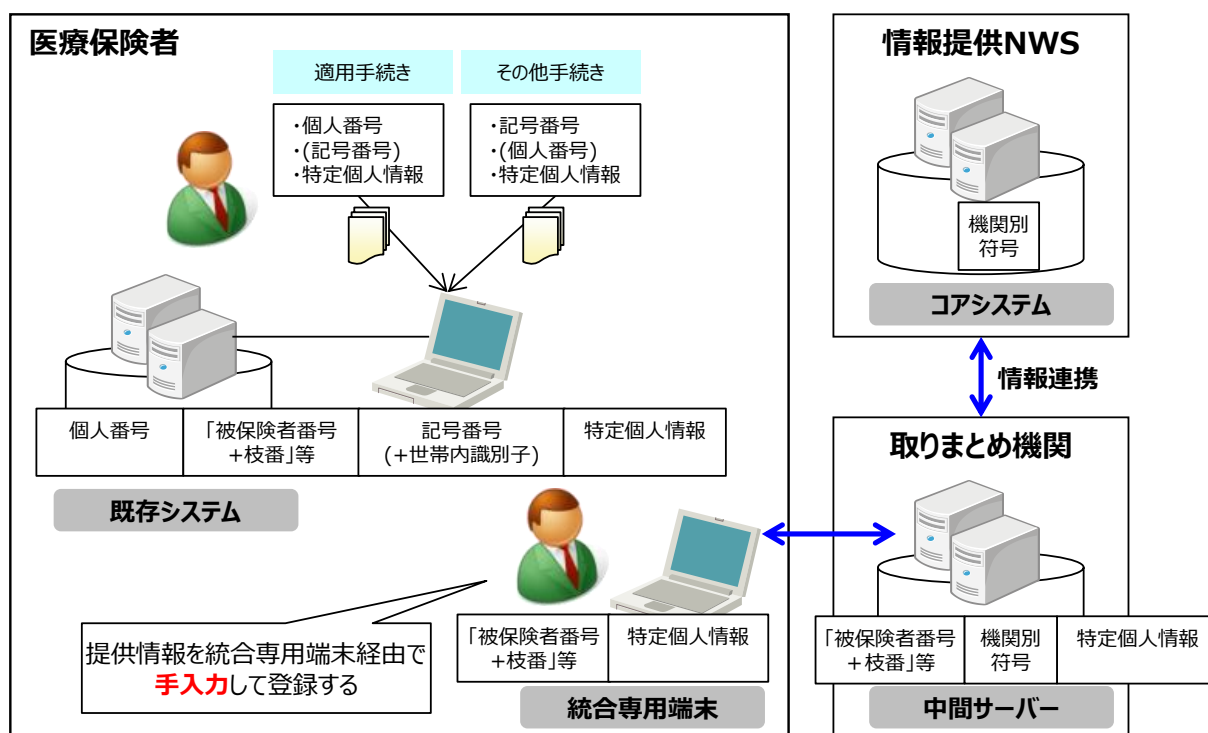 医療保険者
適用手続き
・個人番号
・(記号番号)
・特定個人情報
その他手続き
・記号番号
・(個人番号)
・特定個人情報
個人番号
「被保険者番号
+枝番」等
記号番号
(+世帯内識別子)
特定個人情報
既存システム
提供情報を統合専用端末経由で
手入力して登録する
「被保険者番号
+枝番」等
特定個人情報
統合専用端末
情報提供NWS
機関別
符号
コアシステム
情報連携
取りまとめ機関
「被保険者番号
+枝番」等
機関別
符号
特定個人情報
中間サーバー